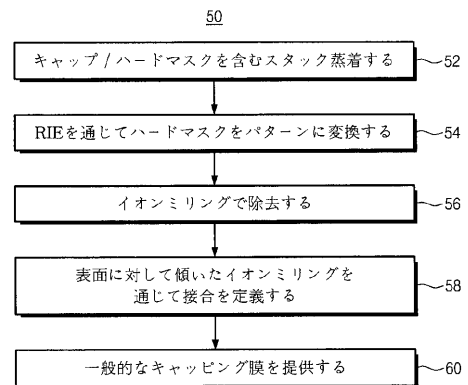 50
キャップ/ハードマスクを含むスタック蒸着する
52
RIEを通じてハードマスクをパターンに変換する
54
イオンミリングで除去する
56
表面に対して傾いたイオンミリングを
通じて接合を定義する
58
一般的なキャッピング膜を提供する
60